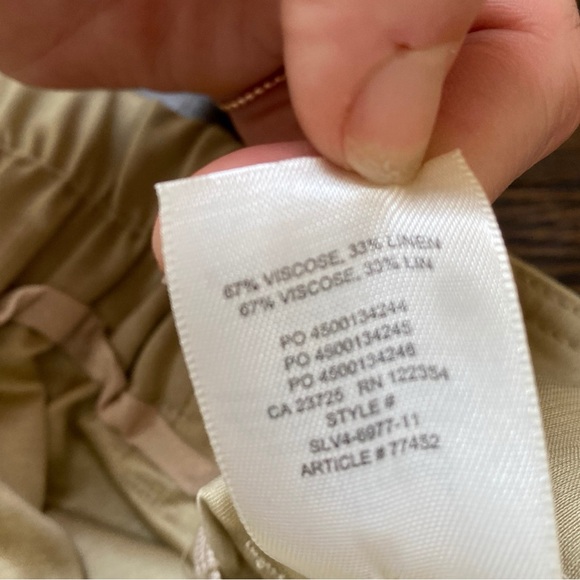 67% VISCOSE, 33% LINEN
67% VISCOSE, 33% LIN
PO 4500134244
PO 4500134245
PO 4500134246
CA 23725 RN 122354
STYLE #
SLV4-6977-11
ARTICLE # 77452